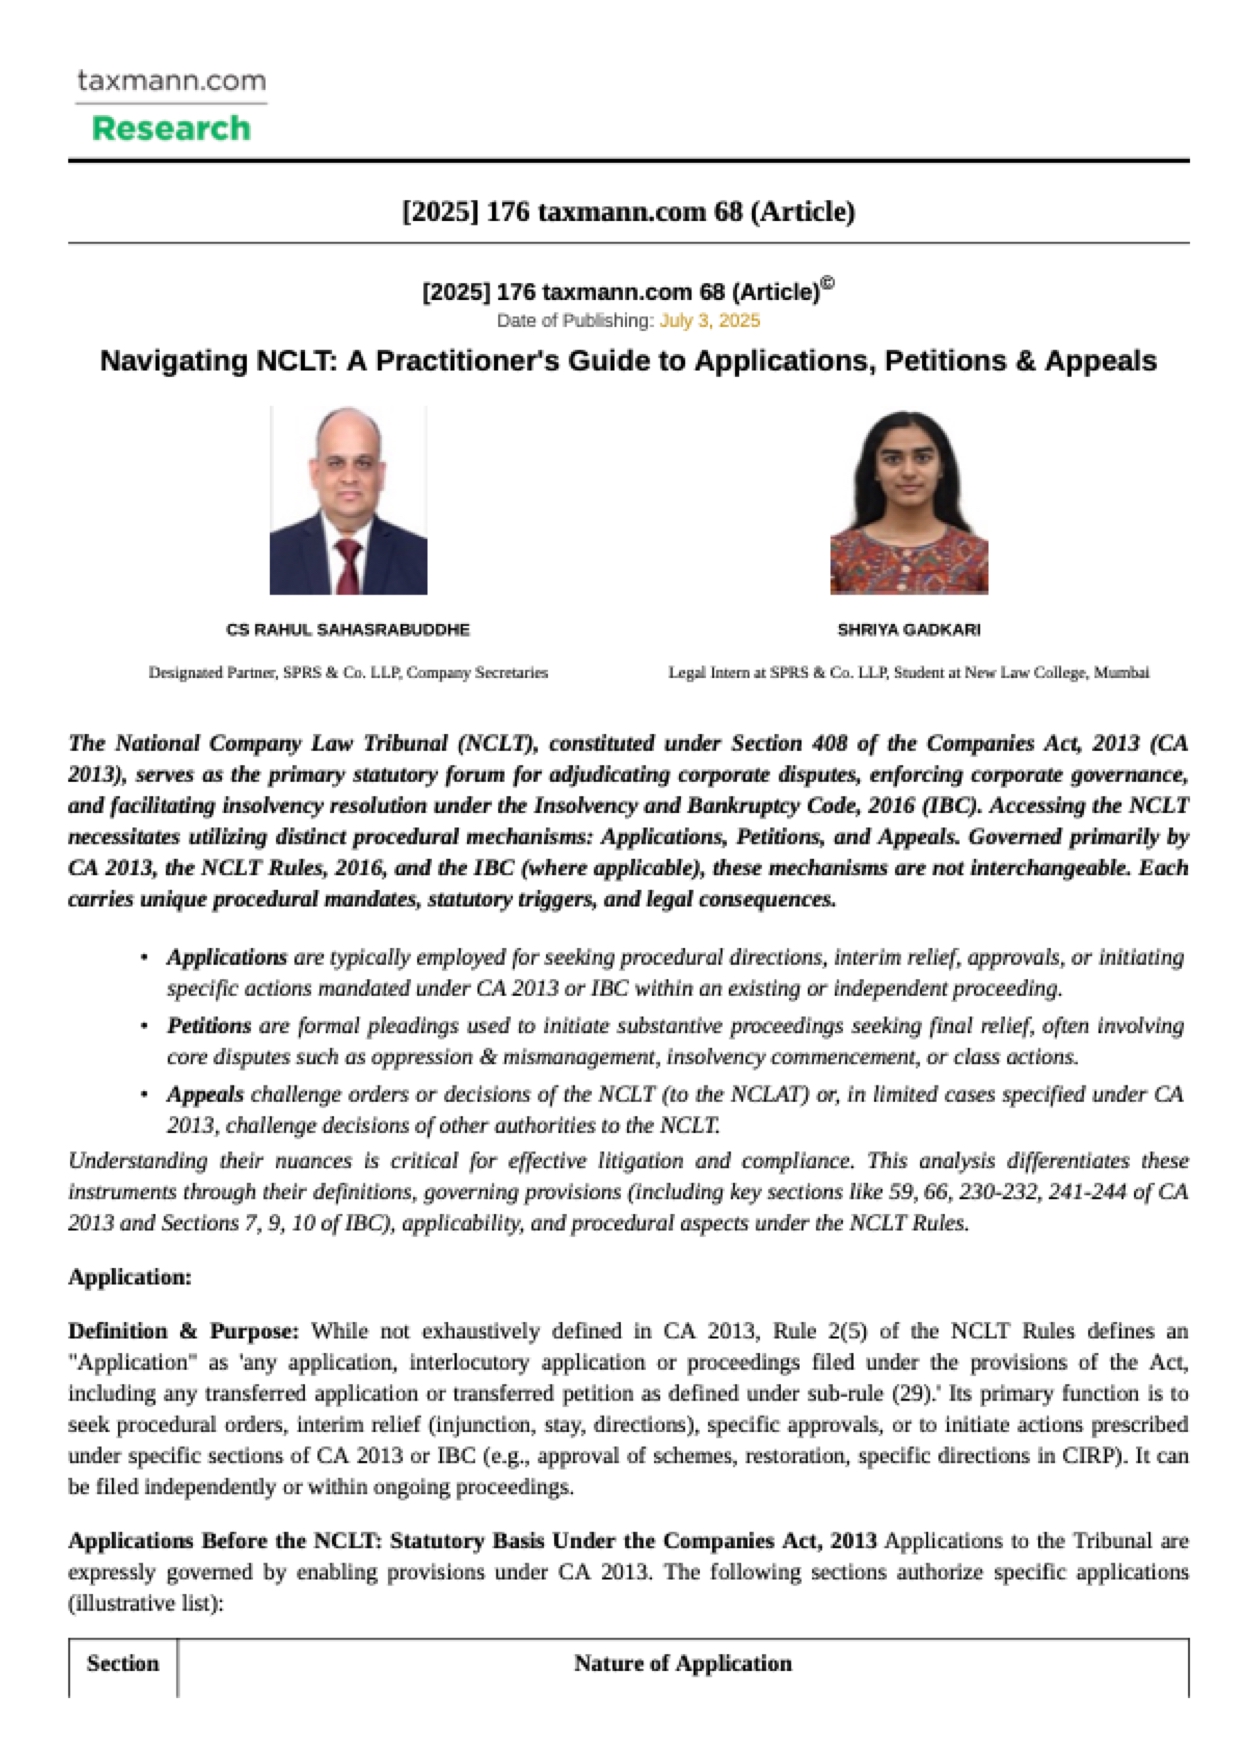 taxmann.com
Research
[2025] 176 taxmann.com 68 (Article)
[2025] 176 taxmann.com 68 (Article)©
Date of Publishing: July 3, 2025
Navigating NCLT: A Practitioner's Guide to Applications, Petitions & Appeals
CS RAHUL SAHASRABUDDHE
Designated Partner, SPRS & Co. LLP, Company Secretaries
SHRIYA GADKARI
Legal Intern at SPRS & Co. LLP, Student at New Law College, Mumbai
The National Company Law Tribunal (NCLT), constituted under Section 408 of the Companies Act, 2013 (CA
2013), serves as the primary statutory forum for adjudicating corporate disputes, enforcing corporate governance,
and facilitating insolvency resolution under the Insolvency and Bankruptcy Code, 2016 (IBC). Accessing the NCLT
necessitates utilizing distinct procedural mechanisms: Applications, Petitions, and Appeals. Governed primarily by
CA 2013, the NCLT Rules, 2016, and the IBC (where applicable), these mechanisms are not interchangeable. Each
carries unique procedural mandates, statutory triggers, and legal consequences.
• Applications are typically employed for seeking procedural directions, interim relief, approvals, or initiating
specific actions mandated under CA 2013 or IBC within an existing or independent proceeding.
• Petitions are formal pleadings used to initiate substantive proceedings seeking final relief, often involving
core disputes such as oppression & mismanagement, insolvency commencement, or class actions.
• Appeals challenge orders or decisions of the NCLT (to the NCLAT) or, in limited cases specified under CA
2013, challenge decisions of other authorities to the NCLT.
Understanding their nuances is critical for effective litigation and compliance. This analysis differentiates these
instruments through their definitions, governing provisions (including key sections like 59, 66, 230-232, 241-244 of CA
2013 and Sections 7, 9, 10 of IBC), applicability, and procedural aspects under the NCLT Rules.
Application:
Definition & Purpose: While not exhaustively defined in CA 2013, Rule 2(5) of the NCLT Rules defines an
"Application" as 'any application, interlocutory application or proceedings filed under the provisions of the Act,
including any transferred application or transferred petition as defined under sub-rule (29).' Its primary function is to
seek procedural orders, interim relief (injunction, stay, directions), specific approvals, or to initiate actions prescribed
under specific sections of CA 2013 or IBC (e.g., approval of schemes, restoration, specific directions in CIRP). It can
be filed independently or within ongoing proceedings.
Applications Before the NCLT: Statutory Basis Under the Companies Act, 2013 Applications to the Tribunal are
expressly governed by enabling provisions under CA 2013. The following sections authorize specific applications
(illustrative list):
Section
Nature of Application